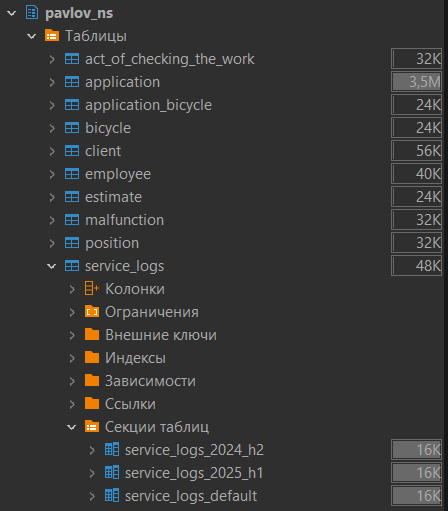 pavlov_ns
Таблицы
act_of_checking_the_work 32K
application 3,5M
application_bicycle 24K
bicycle 24K
client 56K
employee 40K
estimate 24K
malfunction 32K
position 32K
service_logs 48K
Колонки
Ограничения
Внешние ключи
Индексы
Зависимости
Ссылки
Секции таблиц
service_logs_2024_h2 16K
service_logs_2025_h1 16K
service_logs_default 16K